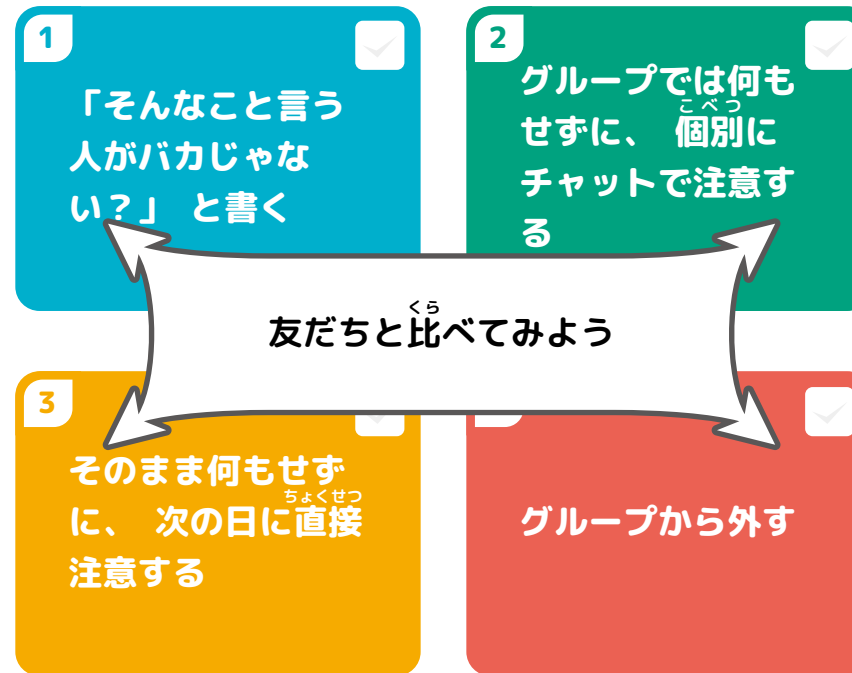 1
「そんなこと言う
人がバカじゃな
い？」 と書く
2
グループでは何も
こべつ
せずに、 個別に
チャットで注意す
る
くら
友だちと比べてみよう
3
そのまま何もせず
ちょくせつ
に、 次の日に直接
注意する
グループから外す